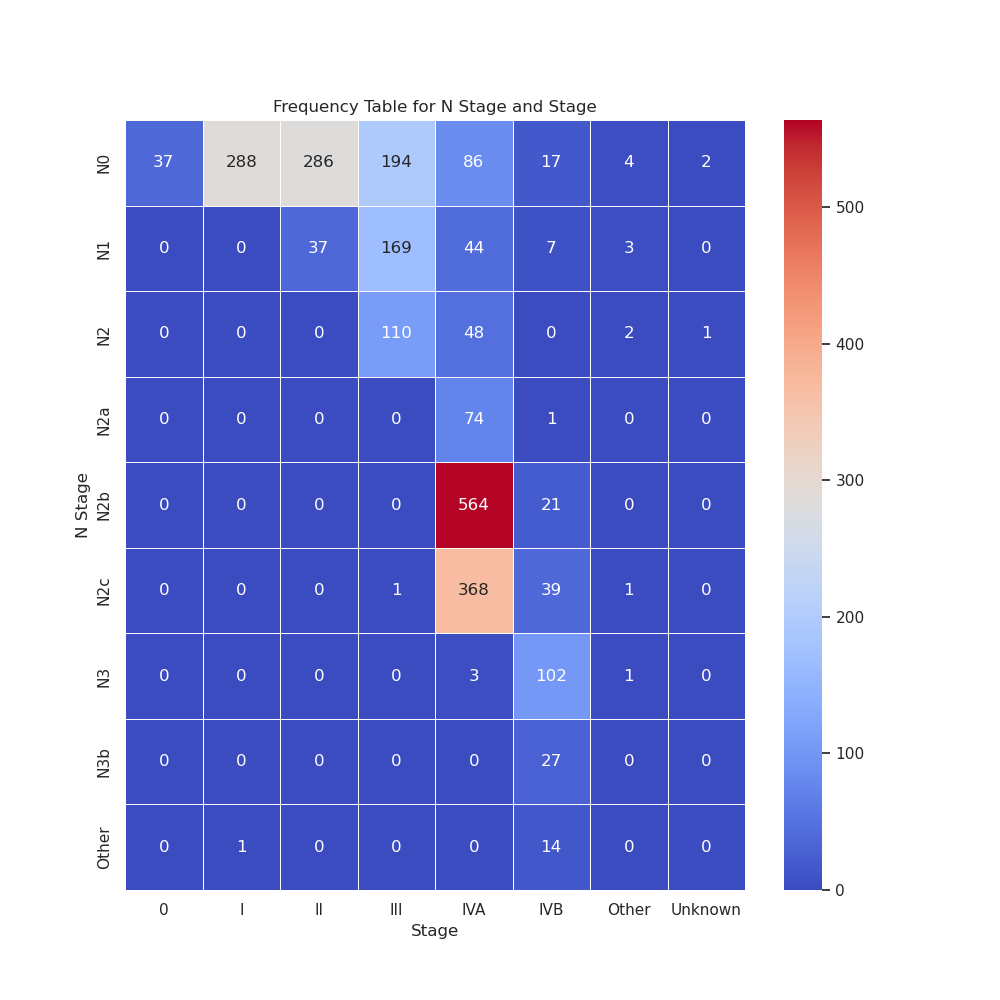 Frequency Table for N Stage and Stage
N Stage
N0 37 288 286 194 86 17 4 2
N1 0 0 37 169 44 7 3 0
N2 0 0 0 110 48 0 2 1
N2a 0 0 0 0 74 1 0 0
N2b 0 0 0 0 564 21 0 0
N2c 0 0 0 1 368 39 1 0
N3 0 0 0 0 3 102 1 0
N3b 0 0 0 0 0 27 0 0
Other 0 1 0 0 0 14 0 0
0 I II III IVA IVB Other Unknown
Stage
500
400
300
200
100
0